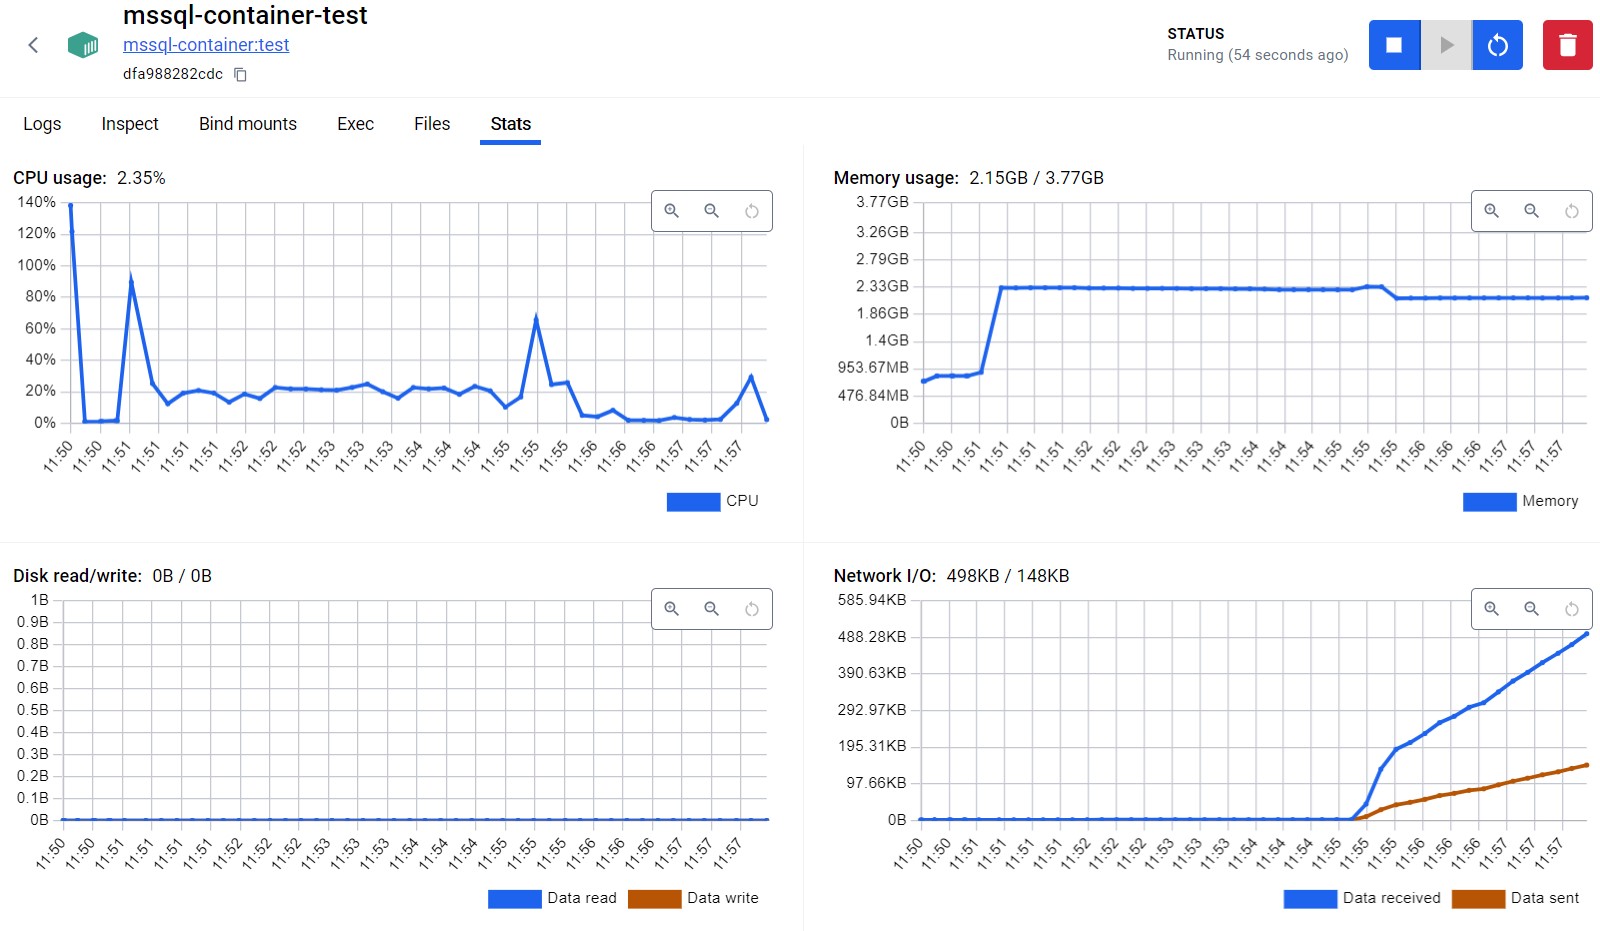 mssql-container-test
mssql-container:test
dfa988282cdc
STATUS
Running (54 seconds ago)
Logs Inspect Bind mounts Exec Files Stats
CPU usage: 2.35%
140%
120%
100%
80%
60%
40%
20%
0%
11:50 11:50 11:51 11:51 11:51 11:52 11:52 11:52 11:53 11:53 11:53 11:54 11:54 11:54 11:55 11:55 11:55 11:56 11:56 11:56 11:57 11:57 11:57
CPU
Memory usage: 2.15GB / 3.77GB
3.77GB
3.26GB
2.79GB
2.33GB
1.86GB
1.4GB
953.67MB
476.84MB
0B
11:50 11:50 11:51 11:51 11:51 11:51 11:52 11:52 11:52 11:53 11:53 11:53 11:54 11:54 11:54 11:55 11:55 11:55 11:56 11:56 11:56 11:57 11:57 11:57
Memory
Disk read/write: 0B / 0B
1B
0.9B
0.8B
0.7B
0.6B
0.5B
0.4B
0.3B
0.2B
0.1B
0B
11:50 11:50 11:51 11:51 11:51 11:51 11:52 11:52 11:52 11:53 11:53 11:53 11:54 11:54 11:54 11:55 11:55 11:55 11:56 11:56 11:56 11:57 11:57 11:57
Data read Data write
Network I/O: 498KB / 148KB
585.94KB
488.28KB
390.63KB
292.97KB
195.31KB
97.66KB
0B
11:50 11:50 11:51 11:51 11:51 11:51 11:52 11:52 11:52 11:53 11:53 11:53 11:54 11:54 11:54 11:55 11:55 11:55 11:56 11:56 11:56 11:57 11:57 11:57
Data received Data sent